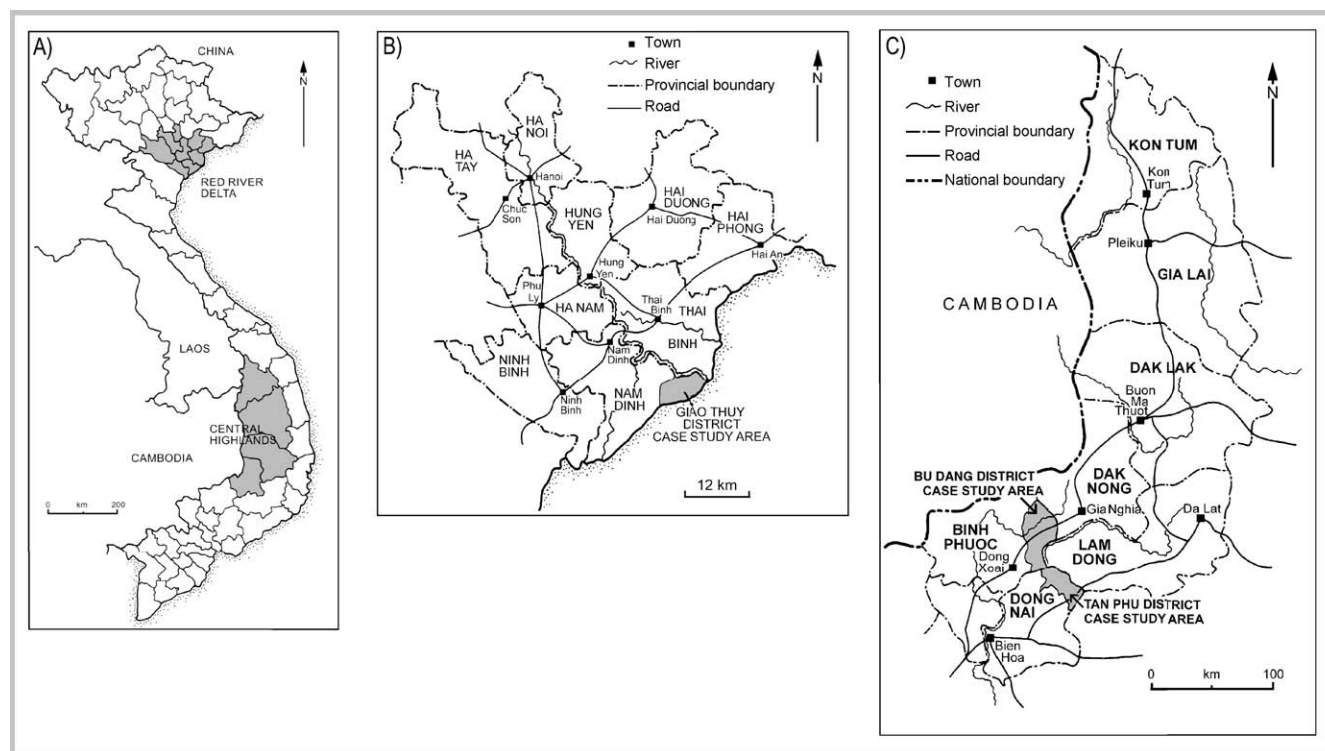 A)
CHINA
N
RED RIVER
DELTA
LAOS
CENTRAL
HIGHLANDS
CAMBODIA
0 200
km
B)
Town
River
Provincial boundary
Road
N
HA
NOI
HA
TAY
Hanoi
Chuc
Son
HUNG
YEN
HAI
DUONG
Hai Duong
HAI
PHONG
Hai An
Hung
Yen
Phu
Ly
HA NAM
Thai
Binh
THAI
BINH
NINH
BINH
Nam
Dinh
Ninh
Binh
NAM
DINH
GIAO THUY
DISTRICT
CASE STUDY AREA
12 km
C)
Town
River
Provincial boundary
Road
National boundary
N
KON TUM
Kon
Tum
Pleiku
GIA LAI
CAMBODIA
DAK LAK
Buon
Ma
Thuot
BU DANG DISTRICT
CASE STUDY AREA
DAK
NONG
Gia Nghia
Da Lat
BINH
PHUOC
Dong
Xoai
LAM
DONG
DONG
NAI
TAN PHU DISTRICT
CASE STUDY AREA
Bien
Hoa
0 km 100